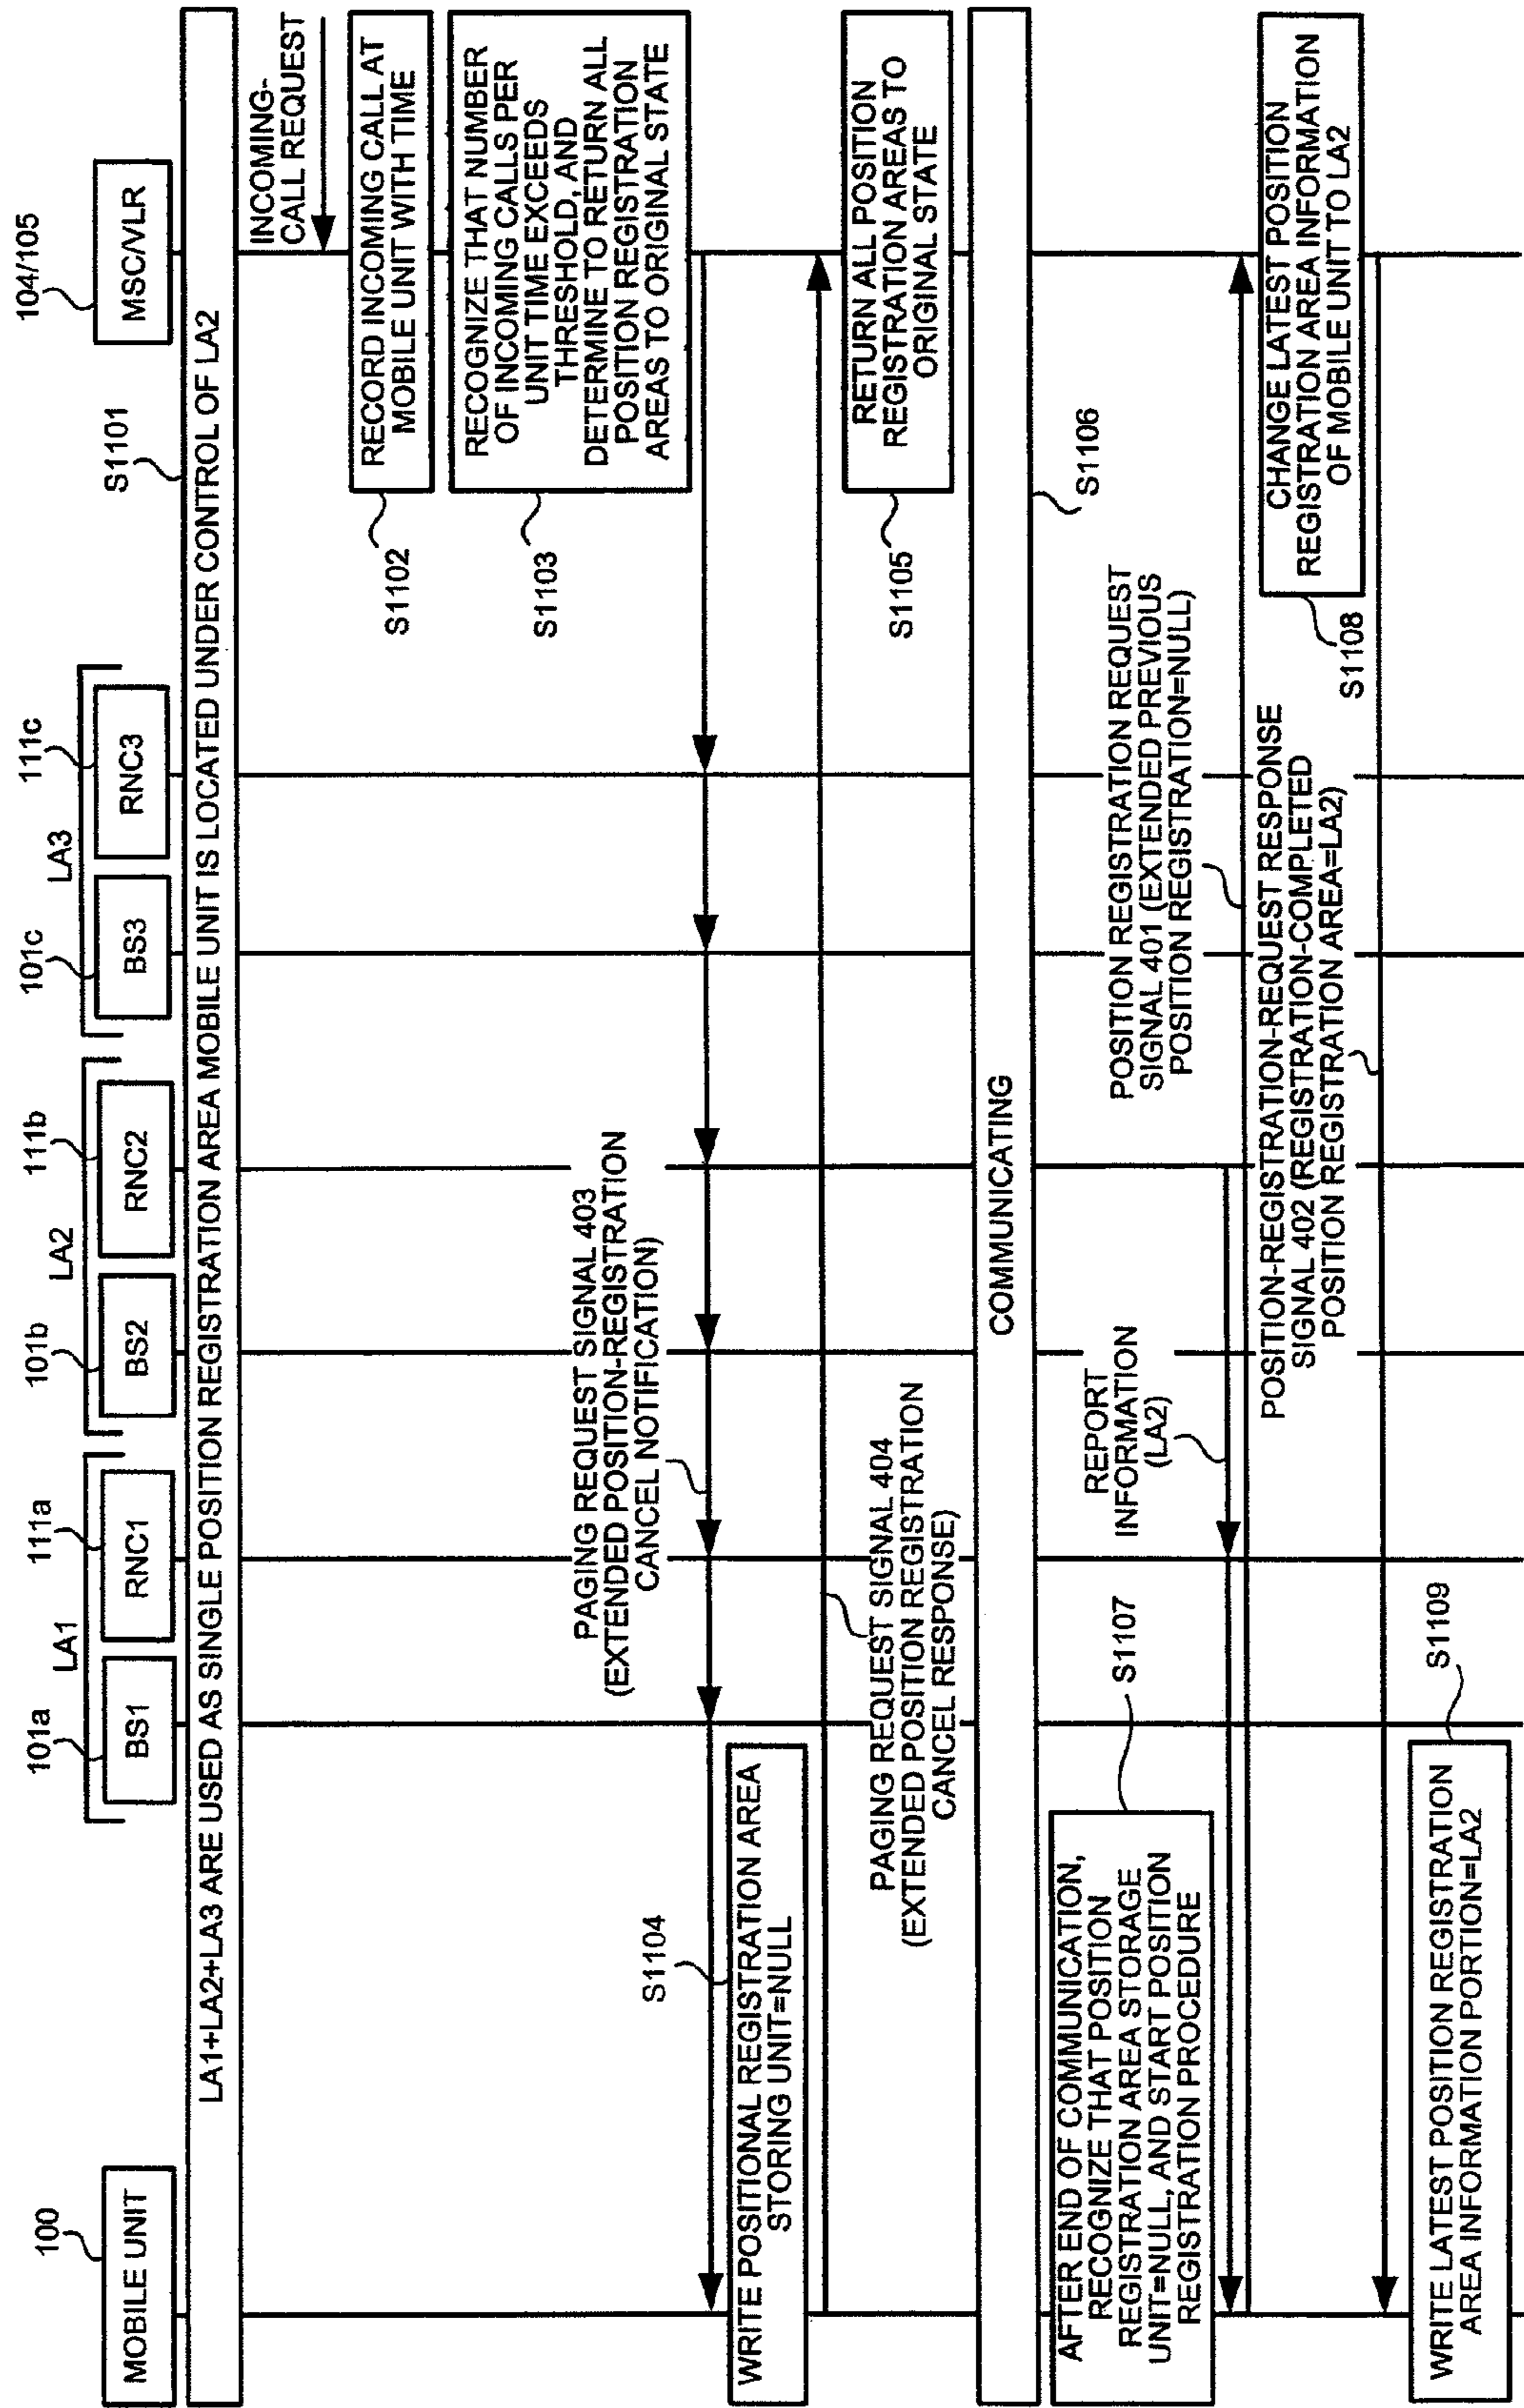 100
101a
111a
101b
111b
101c
111c
104/105
LA1
LA2
LA3
MOBILE UNIT
BS1
RNC1
BS2
RNC2
BS3
RNC3
MSC/VLR
S1101
LA1+LA2+LA3 ARE USED AS SINGLE POSITION REGISTRATION AREA MOBILE UNIT IS LOCATED UNDER CONTROL OF LA2
INCOMING-
CALL REQUEST
S1102
RECORD INCOMING CALL AT
MOBILE UNIT WITH TIME
S1103
RECOGNIZE THAT NUMBER
OF INCOMING CALLS PER
UNIT TIME EXCEEDS
THRESHOLD, AND
DETERMINE TO RETURN ALL
POSITION REGISTRATION
AREAS TO ORIGINAL STATE
PAGING REQUEST SIGNAL 403
(EXTENDED POSITION-REGISTRATION
CANCEL NOTIFICATION)
S1104
WRITE POSITIONAL REGISTRATION AREA
STORING UNIT=NULL
PAGING REQUEST SIGNAL 404
(EXTENDED POSITION REGISTRATION
CANCEL RESPONSE)
S1105
RETURN ALL POSITION
REGISTRATION AREAS TO
ORIGINAL STATE
COMMUNICATING
S1106
S1107
AFTER END OF COMMUNICATION,
RECOGNIZE THAT POSITION
REGISTRATION AREA STORAGE
UNIT=NULL, AND START POSITION
REGISTRATION PROCEDURE
REPORT
INFORMATION
(LA2)
POSITION REGISTRATION REQUEST
SIGNAL 401 (EXTENDED PREVIOUS
POSITION REGISTRATION=NULL)
CHANGE LATEST POSITION
REGISTRATION AREA INFORMATION
OF MOBILE UNIT TO LA2
S1108
POSITION-REGISTRATION-REQUEST RESPONSE
SIGNAL 402 (REGISTRATION-COMPLETED
POSITION REGISTRATION AREA=LA2)
S1109
WRITE LATEST POSITION REGISTRATION
AREA INFORMATION PORTION=LA2